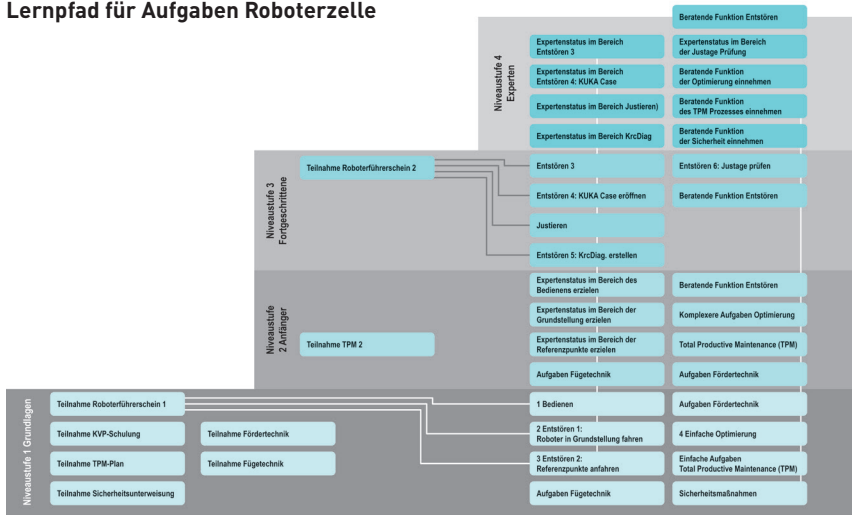 Lernpfad für Aufgaben Roboterzelle
Beratende Funktion Entstören
Niveaustufe 4
Experten
Expertenstatus im Bereich
Entstören 3
Expertenstatus im Bereich
der Justage Prüfung
Expertenstatus im Bereich
Entstören 4: KUKA Case
Beratende Funktion
der Optimierung einnehmen
Expertenstatus im Bereich Justieren)
Beratende Funktion
des TPM Prozesses einnehmen
Expertenstatus im Bereich KrcDiag
Beratende Funktion
der Sicherheit einnehmen
Niveaustufe 3
Fortgeschrittene
Teilnahme Roboterführerschein 2
Entstören 3
Entstören 6: Justage prüfen
Entstören 4: KUKA Case eröffnen
Beratende Funktion Entstören
Justieren
Entstören 5: KrcDiag. erstellen
Niveaustufe
2 Anfänger
Expertenstatus im Bereich des
Bedienens erzielen
Beratende Funktion Entstören
Expertenstatus im Bereich der
Grundstellung erzielen
Komplexere Aufgaben Optimierung
Teilnahme TPM 2
Expertenstatus im Bereich der
Referenzpunkte erzielen
Total Productive Maintenance (TPM)
Aufgaben Fügetechnik
Aufgaben Fördertechnik
Niveaustufe 1 Grundlagen
Teilnahme Roboterführerschein 1
1 Bedienen
Aufgaben Fördertechnik
Teilnahme KVP-Schulung
Teilnahme Fördertechnik
2 Entstören 1:
Roboter in Grundstellung fahren
4 Einfache Optimierung
Teilnahme TPM-Plan
Teilnahme Fügetechnik
3 Entstören 2:
Referenzpunkte anfahren
Einfache Aufgaben
Total Productive Maintenance (TPM)
Teilnahme Sicherheitsunterweisung
Aufgaben Fügetechnik
Sicherheitsmaßnahmen